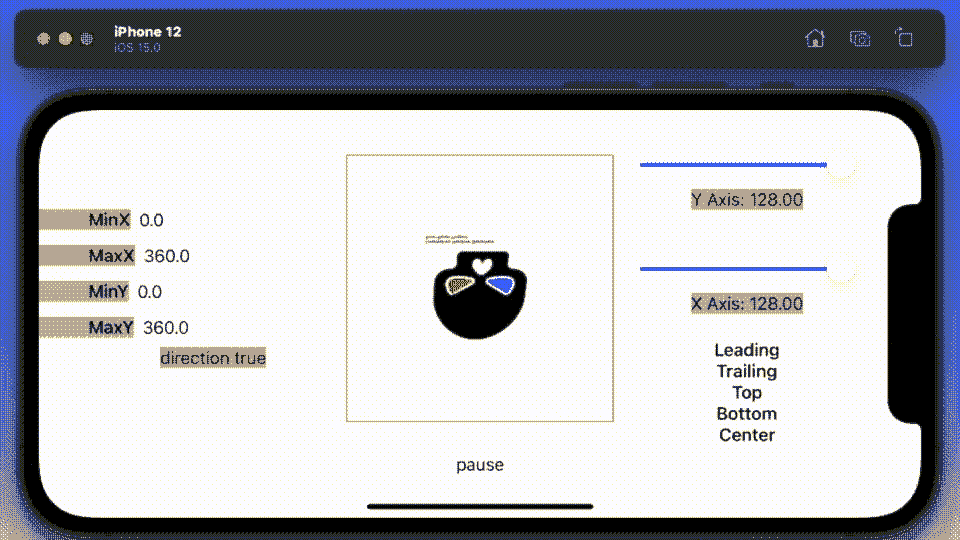 iPhone 12
iOS 15.0
MinX 0.0
MaxX 360.0
MinY 0.0
MaxY 360.0
direction true
pause
Y Axis: 128.00
X Axis: 128.00
Leading
Trailing
Top
Bottom
Center